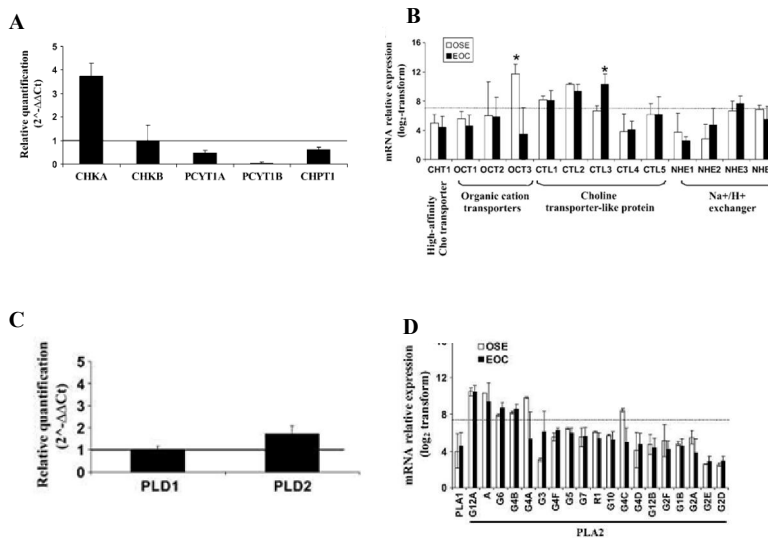 A
Relative quantification
(2^-ΔΔCt)
5
4
3
2
1
0
CHKA CHKB PCYT1A PCYT1B CHPT1
B
mRNA relative expression
(log₂-transform)
16
12
8
4
0
OSE
EOC
*
*
CHT1 OCT1 OCT2 OCT3 CTL1 CTL2 CTL3 CTL4 CTL5 NHE1 NHE2 NHE3 NHE
High-affinity
Cho transporter
Organic cation
transporters
Choline
transporter-like protein
Na+/H+
exchanger
C
Relative quantification
(2^-ΔΔCt)
5
4
3
2
1
0
PLD1 PLD2
D
mRNA relative expression
(log₂ transform)
12
8
4
0
OSE
EOC
PLA1 G12A A G6 G4B G4A G3 G4F G5 G7 R1 G10 G4C G4D G12B G2F G1B G2A G2E G2D
PLA2